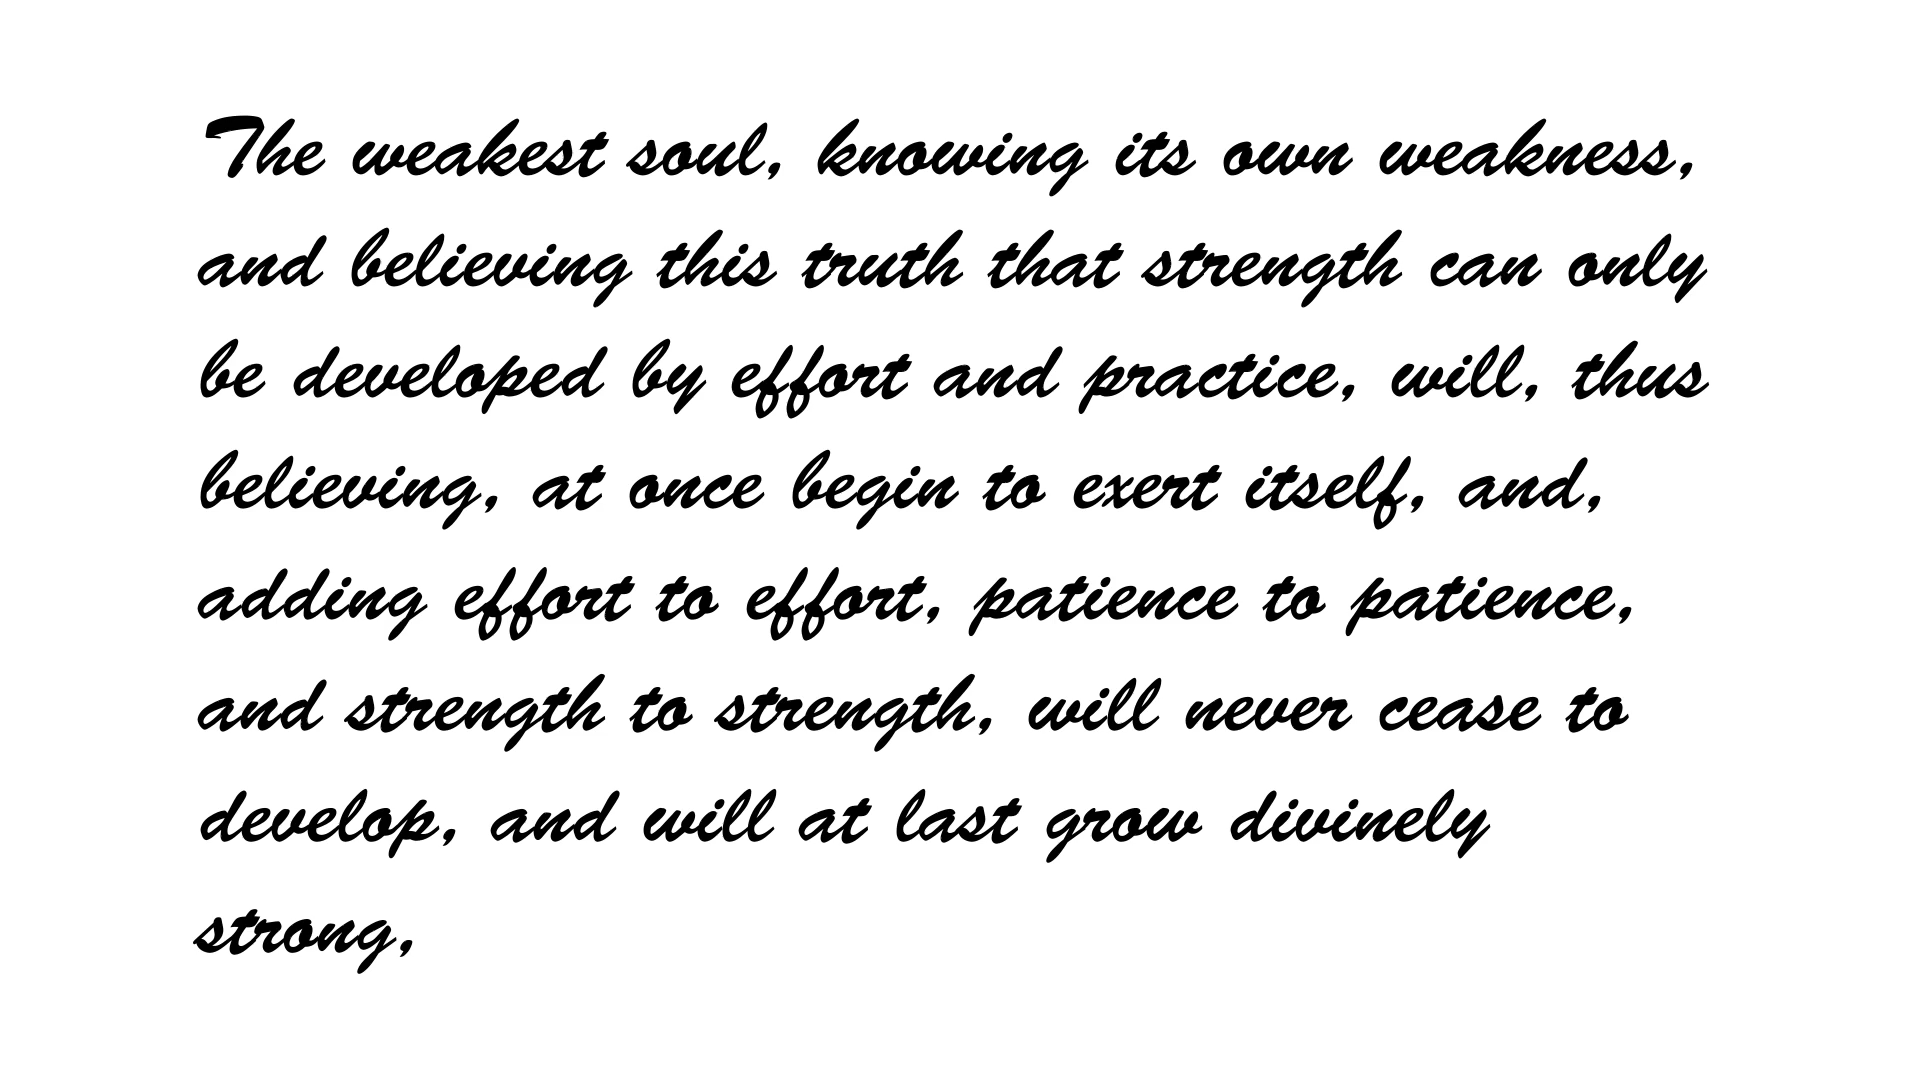 The weakest soul, knowing its own weakness,
and believing this truth that strength can only
be developed by effort and practice, will, thus
believing, at once begin to exert itself, and,
adding effort to effort, patience to patience,
and strength to strength, will never cease to
develop, and will at last grow divinely
strong,